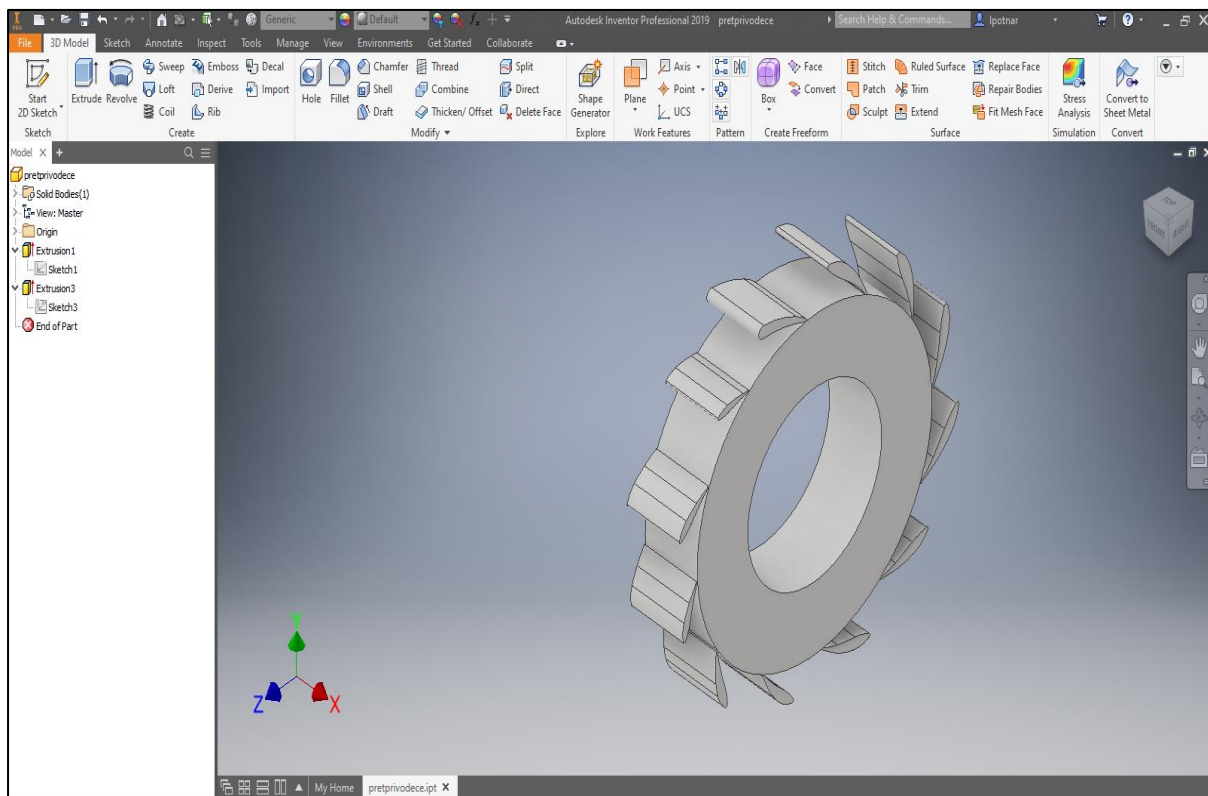 PRO Generic Default Autodesk Inventor Professional 2019 pretprivodece Search Help & Commands... lpotnar
File 3D Model Sketch Annotate Inspect Tools Manage View Environments Get Started Collaborate
Sweep Emboss Decal Chamfer Thread Split Axis Face Stitch Ruled Surface Replace Face
Start 2D Sketch Extrude Revolve Loft Derive Import Hole Fillet Shell Combine Direct Shape Generator Plane Point Box Convert Patch Trim Repair Bodies Stress Analysis Convert to Sheet Metal
Coil Rib Draft Thicken/ Offset Delete Face UCS Sculpt Extend Fit Mesh Face
Sketch Create Modify Explore Work Features Pattern Create Freeform Surface Simulation Convert
Model X +
pretprivodece
Solid Bodies(1)
View: Master
Origin
Extrusion1
Sketch1
Extrusion3
Sketch3
End of Part
TOP
FRONT RIGHT
Y
Z X
My Home pretprivodece.ipt X